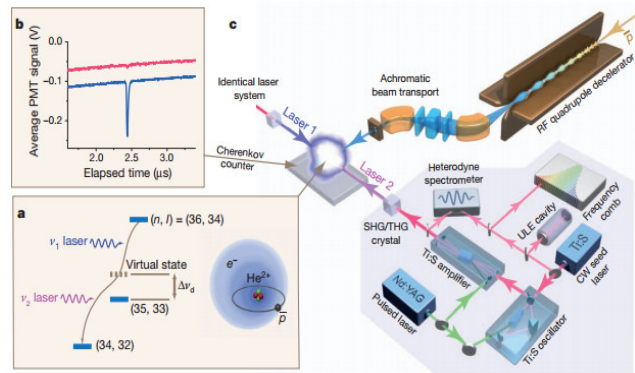 b
0.0
–0.1
–0.2
Average PMT signal (V)
2.0
2.5
3.0
Elapsed time (μs)
c
Identical laser
system
Laser 1
Achromatic
beam transport
p̄
RF quadrupole decelerator
Cherenkov
counter
Laser 2
Heterodyne
spectrometer
Frequency
comb
ULE cavity
SHG/THG
crystal
Ti:S
CW seed
laser
Ti:S amplifier
Nd:YAG
Pulsed laser
Ti:S oscillator
a
(n, l) = (36, 34)
ν1 laser
Virtual state
Δνd
ν2 laser
(35, 33)
(34, 32)
e–
He2+
p̄